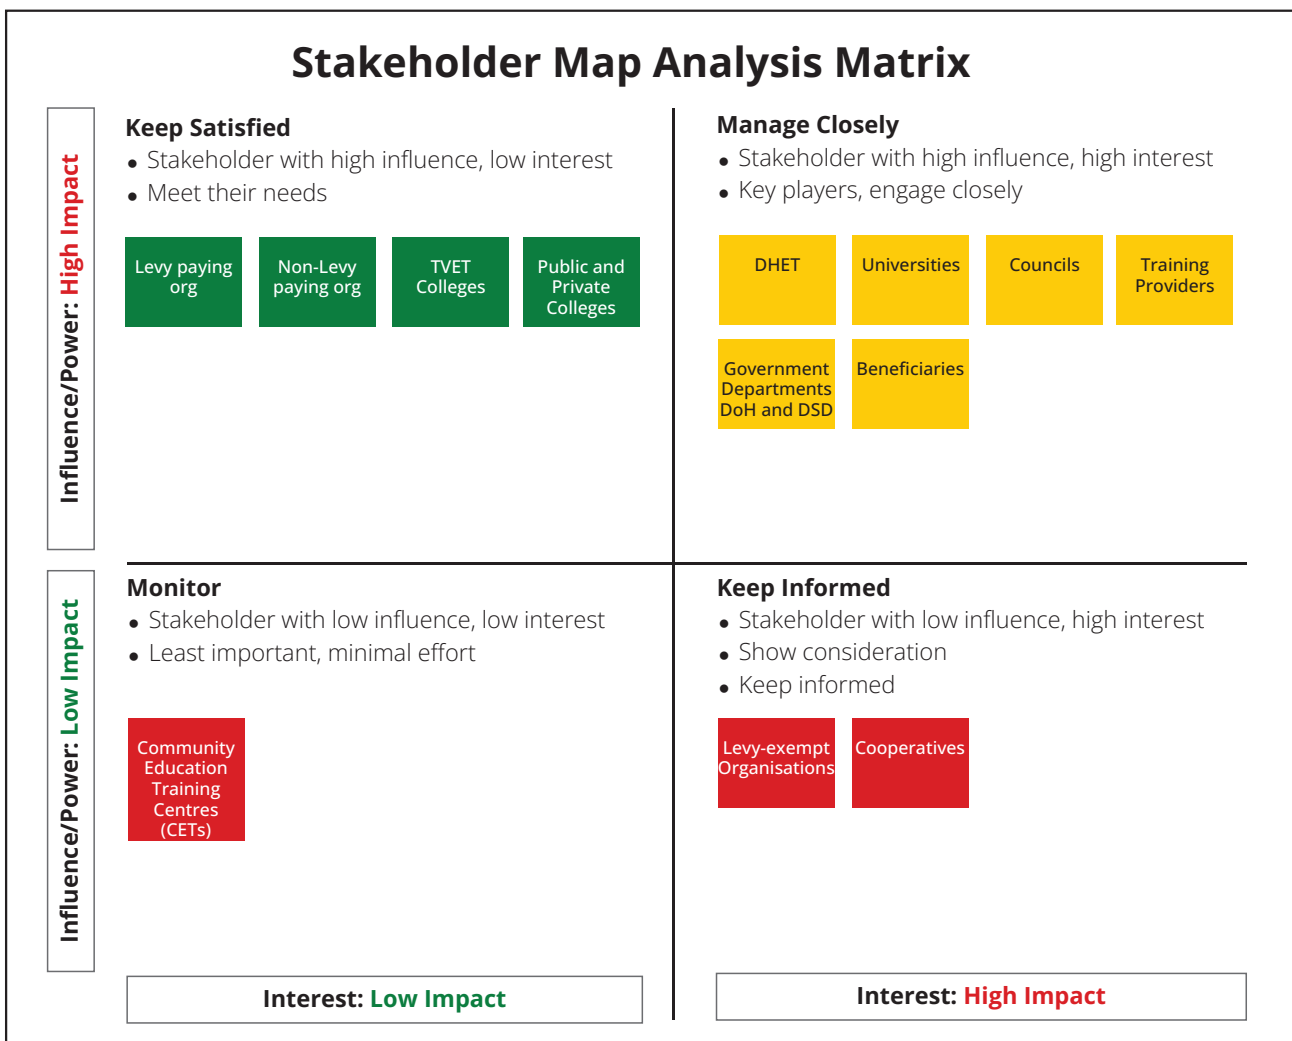 Stakeholder Map Analysis Matrix
Influence/Power: High Impact
Keep Satisfied
• Stakeholder with high influence, low interest
• Meet their needs
Levy paying
org
Non-Levy
paying org
TVET
Colleges
Public and
Private
Colleges
Manage Closely
• Stakeholder with high influence, high interest
• Key players, engage closely
DHET
Universities
Councils
Training
Providers
Government
Departments
DoH and DSD
Beneficiaries
Influence/Power: Low Impact
Monitor
• Stakeholder with low influence, low interest
• Least important, minimal effort
Community
Education
Training
Centres
(CETs)
Keep Informed
• Stakeholder with low influence, high interest
• Show consideration
• Keep informed
Levy-exempt
Organisations
Cooperatives
Interest: Low Impact
Interest: High Impact